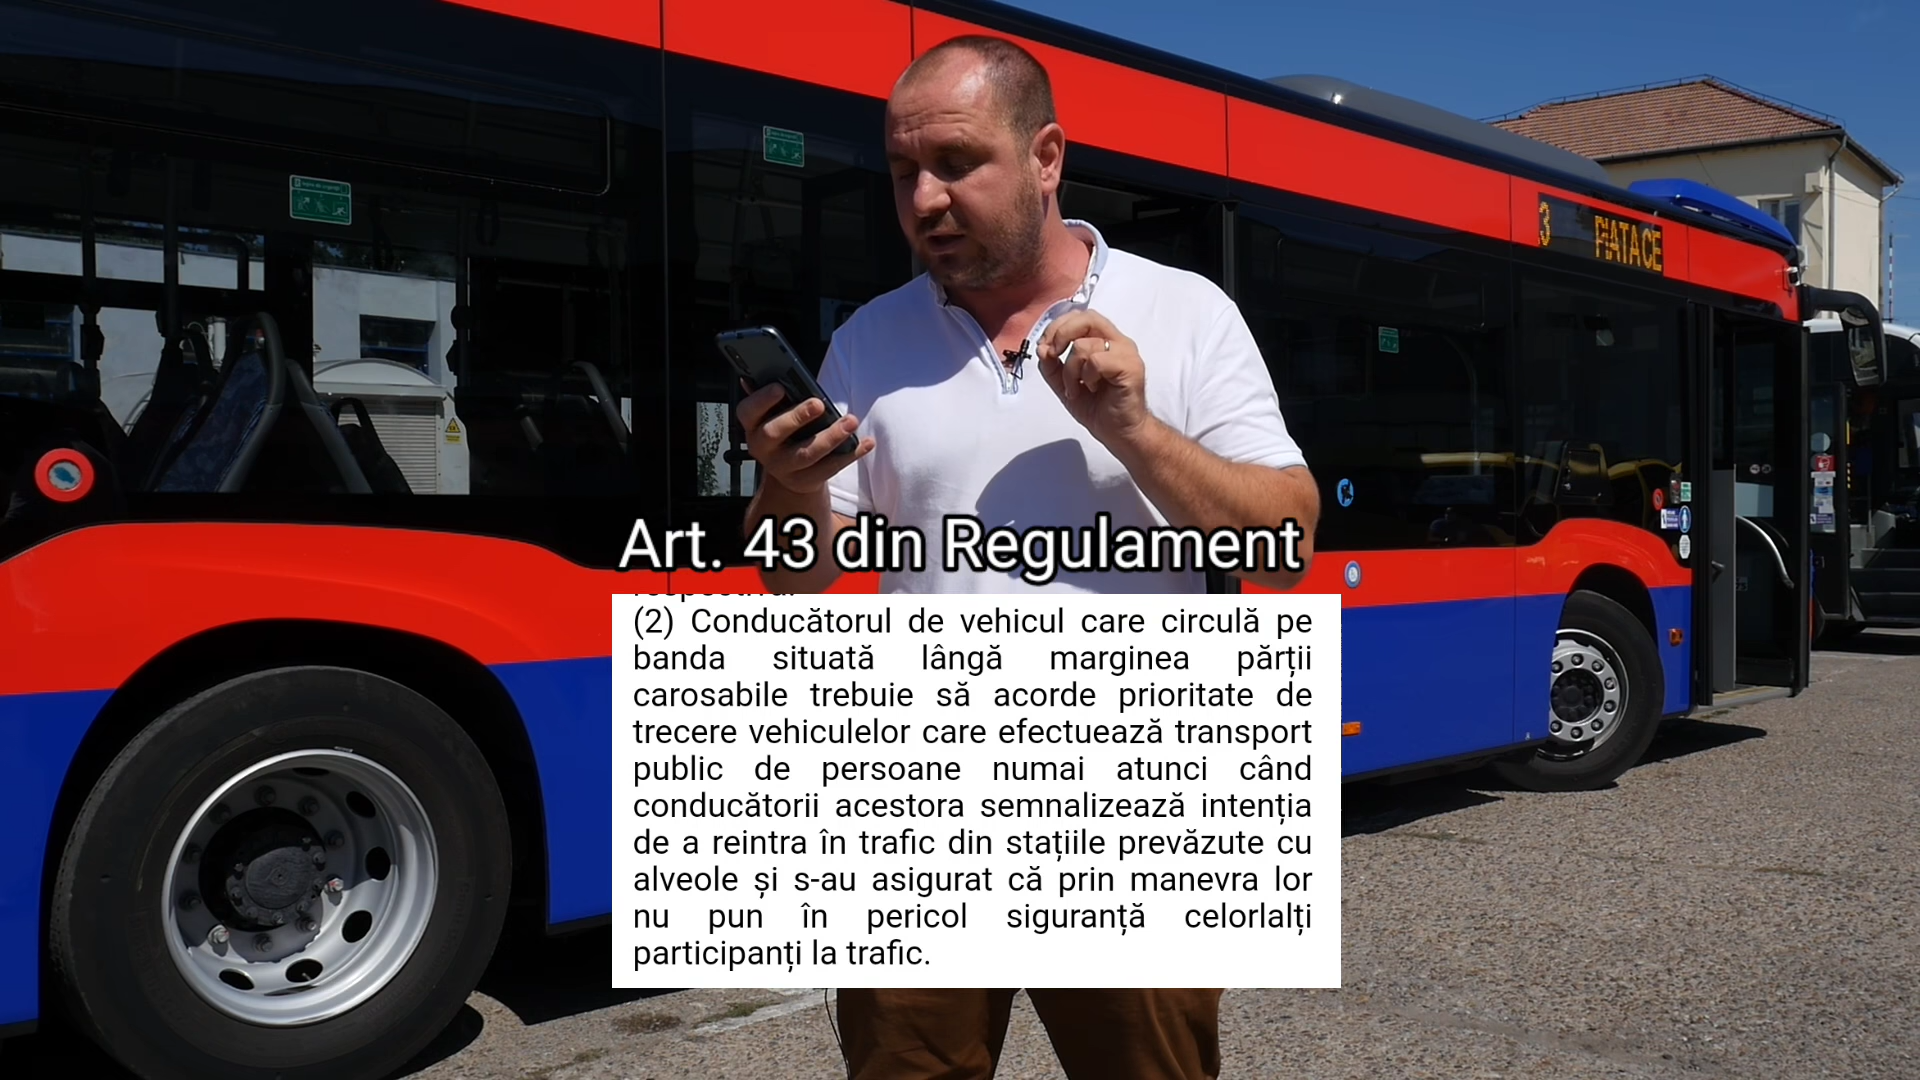 3 PIATA CE
Art. 43 din Regulament
(2) Conducătorul de vehicul care circulă pe
banda situată lângă marginea părții
carosabile trebuie să acorde prioritate de
trecere vehiculelor care efectuează transport
public de persoane numai atunci când
conducătorii acestora semnalizează intenția
de a reintra în trafic din stațiile prevăzute cu
alveole și s-au asigurat că prin manevra lor
nu pun în pericol siguranță celorlalți
participanți la trafic.